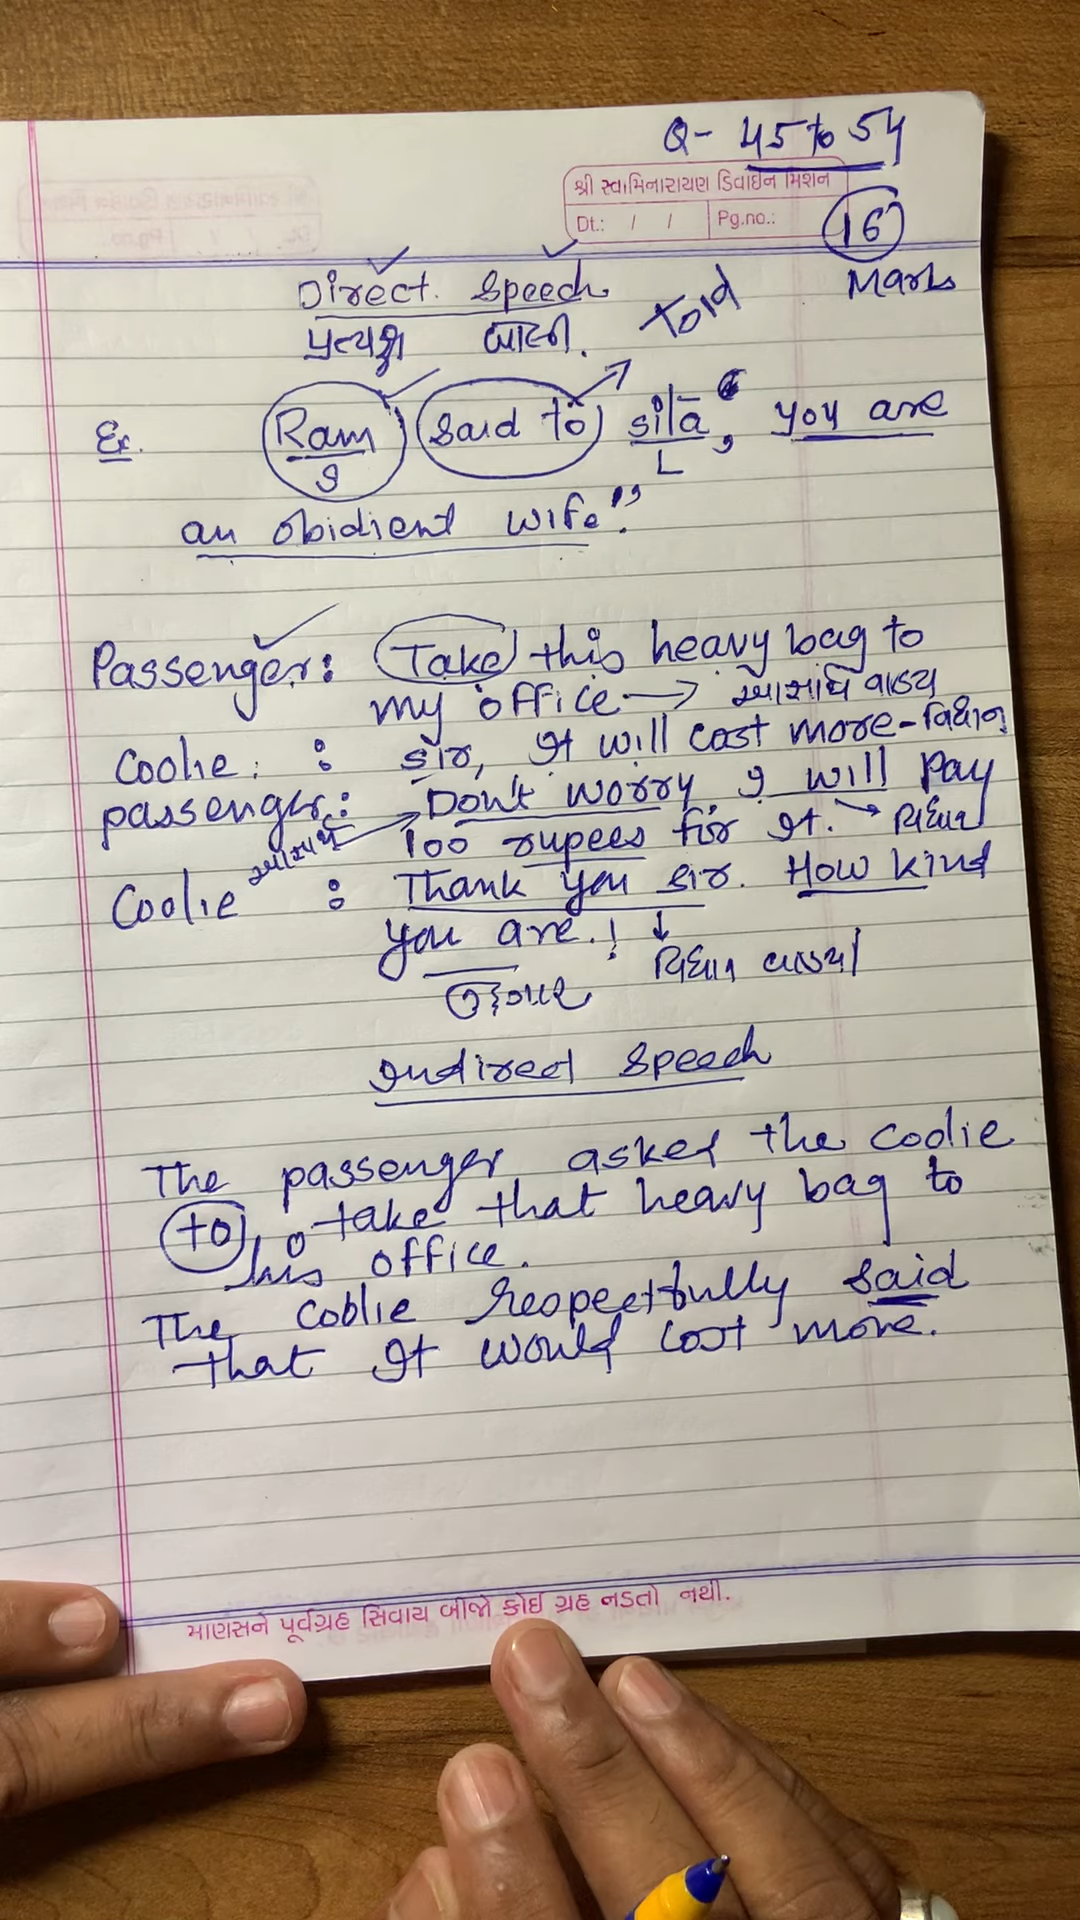 Q- 45 to 54
શ્રી સ્વામિનારાયણ ડિવાઈન મિશન
Dt.: / / Pg.no.:
16
Marks
Direct. Speech
પ્રત્યક્ષ
Told
Ex. Ram said to sita, " you are
S L
an obidient wife".
Passenger: Take this heavy bag to
my office → વાક્ય
Coolie : Sir, It will cost more - વિધાન
passenger: Don't worry, I will pay
100 rupees for It. → વિધાન
Coolie : Thank you sir. How kind
you are.! ↓
વિધાન વાક્ય
ઉદ્દગાર
Indirect Speech
The passenger asked the coolie
to take that heavy bag to
his office.
The coolie respectfully said
that It would cost more.
માણસને પૂર્વગ્રહ સિવાય બીજો કોઈ ગ્રહ નડતો નથી.